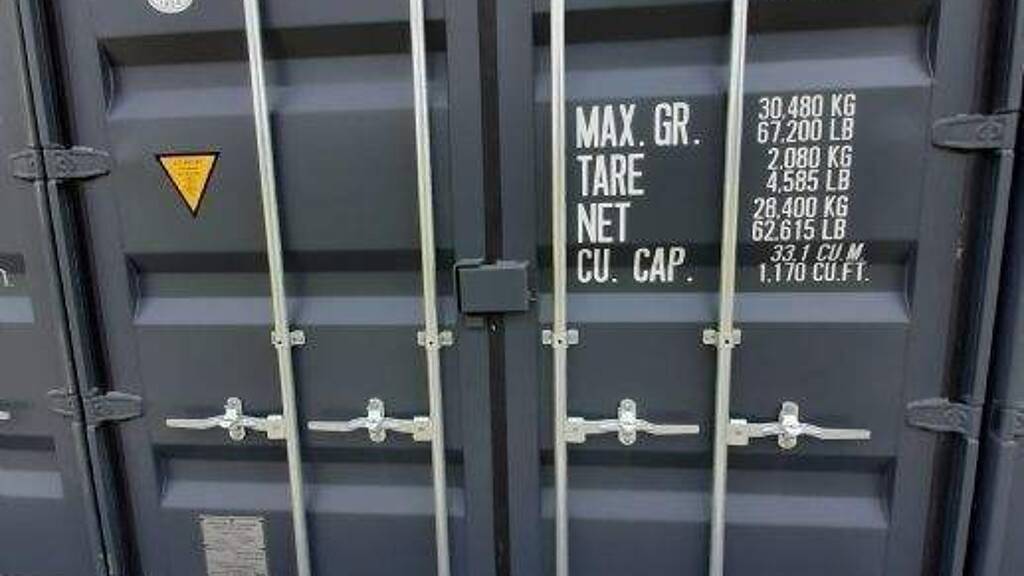 MAX. GR. 30,480 KG
67,200 LB
TARE 2,080 KG
4,585 LB
NET 28,400 KG
62,615 LB
CU. CAP. 33,1 CU.M.
1,170 CU.FT.